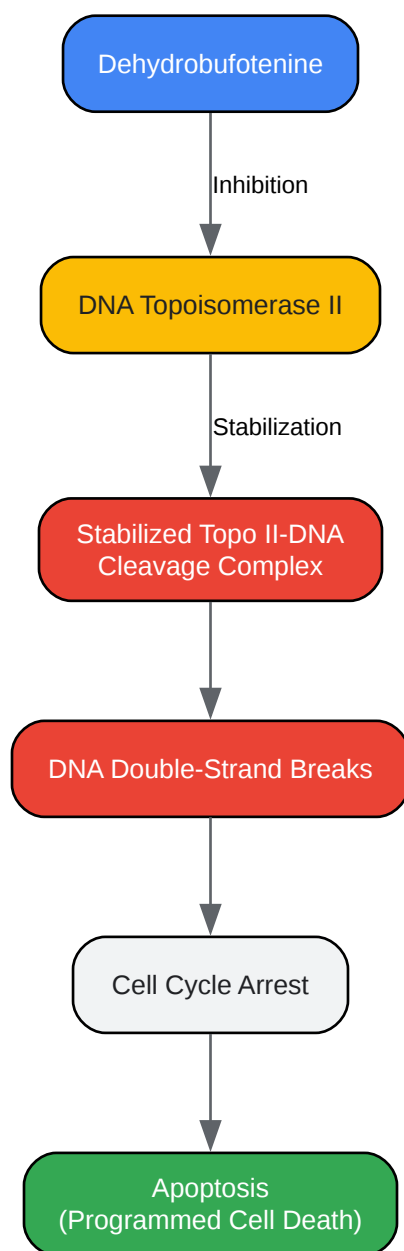 Dehydrobufotenine
Inhibition
DNA Topoisomerase II
Stabilization
Stabilized Topo II-DNA
Cleavage Complex
DNA Double-Strand Breaks
Cell Cycle Arrest
Apoptosis
(Programmed Cell Death)